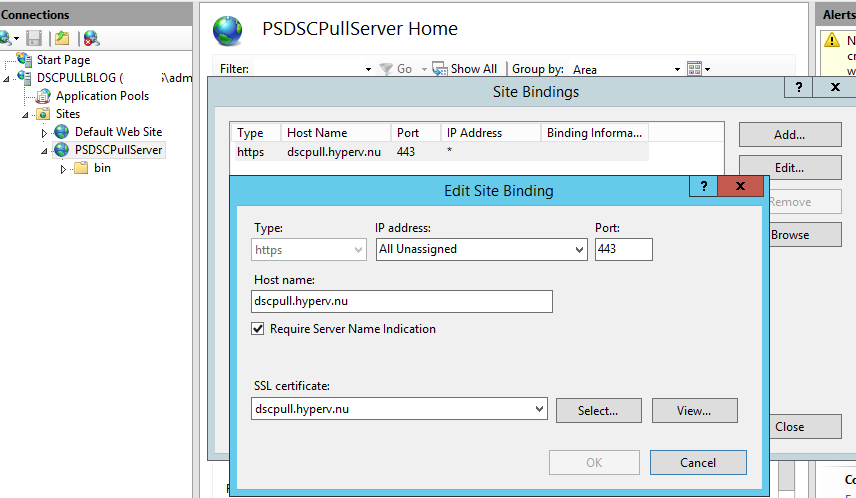 Connections
Start Page
DSCPULLBLOG (
\adm
Application Pools
Sites
Default Web Site
PSDSCPullServer
bin
PSDSCPullServer Home
Filter:
Go
Show All
Group by:
Area
Alerts
Site Bindings
? x
Type Host Name Port IP Address Binding Informa...
https dscpull.hyperv.nu 443 *
Add...
Edit...
Remove
Browse
Close
Edit Site Binding
? x
Type: IP address: Port:
https All Unassigned 443
Host name:
dscpull.hyperv.nu
Require Server Name Indication
SSL certificate:
dscpull.hyperv.nu
Select...
View...
OK
Cancel